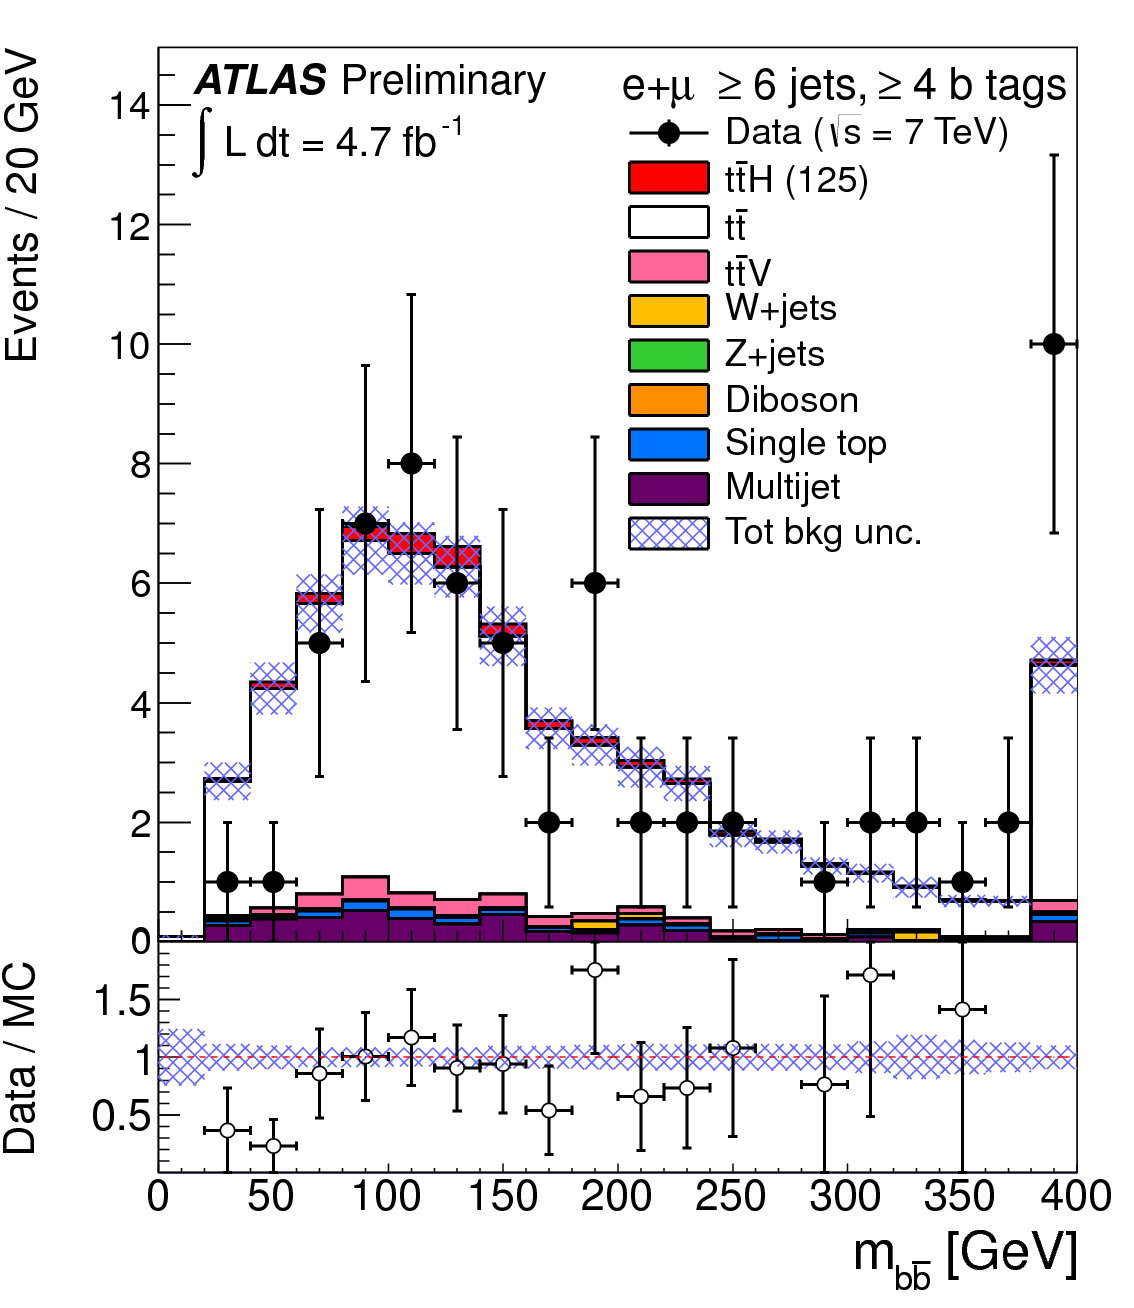 ATLAS Preliminary
∫ L dt = 4.7 fb⁻¹
e+μ ≥ 6 jets, ≥ 4 b tags
Data (√s = 7 TeV)
tt̄H (125)
tt̄
tt̄V
W+jets
Z+jets
Diboson
Single top
Multijet
Tot bkg unc.
Events / 20 GeV
14
12
10
8
6
4
2
0
Data / MC
1.5
1
0.5
0 50 100 150 200 250 300 350 400
m_bb̄ [GeV]